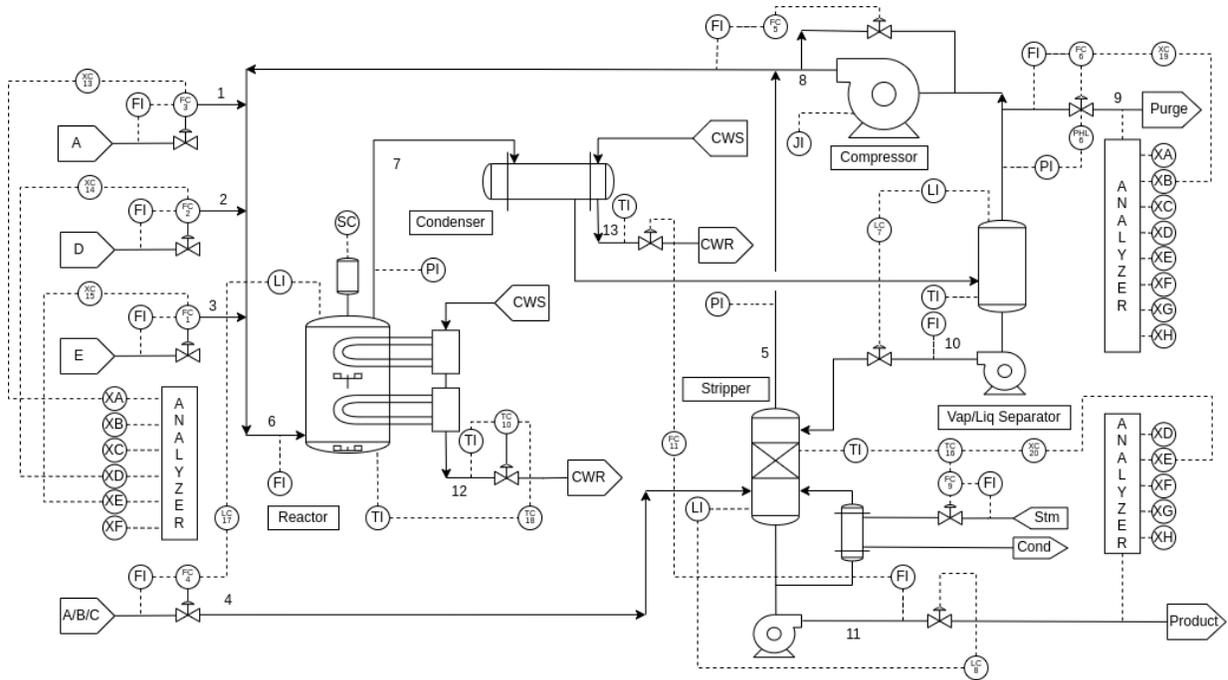 FI
FC
5
FI
FC
6
XC
19
XC
13
8
1
FI
FC
3
9
Purge
A
JI
PHL
6
CWS
Compressor
7
PI
XA
XB
XC
XD
XE
XF
XG
XH
A
N
A
L
Y
Z
E
R
XC
14
2
LI
FI
FC
2
TI
SC
Condenser
13
LC
7
D
CWR
PI
LI
XC
15
3
CWS
PI
TI
FI
FC
1
FI
10
E
5
Stripper
XA
XB
XC
XD
XE
XF
A
N
A
L
Y
Z
E
R
Vap/Liq Separator
6
TC
10
TI
FC
11
TI
TC
16
XC
20
A
N
A
L
Y
Z
E
R
XD
XE
XF
XG
XH
FI
12
CWR
FC
9
FI
LC
17
Reactor
TI
TC
18
LI
Stm
Cond
FI
FC
4
FI
4
A/B/C
11
Product
LC
8